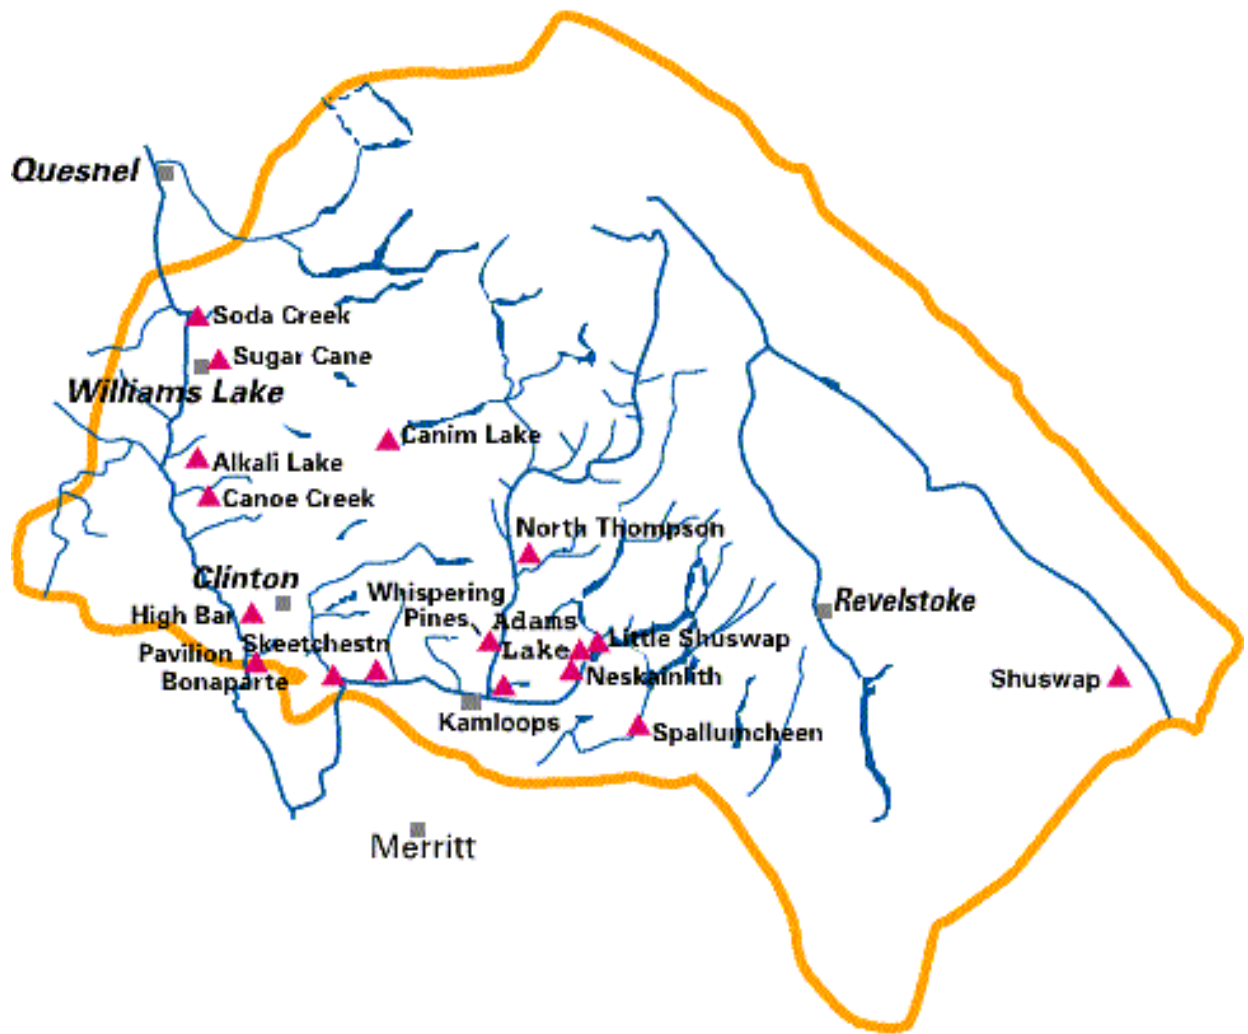 Quesnel
Soda Creek
Sugar Cane
Williams Lake
Canim Lake
Alkali Lake
Canoe Creek
North Thompson
Clinton
Whispering
Pines
High Bar
Adams
Lake
Revelstoke
Little Shuswap
Skeetchestn
Pavilion
Bonaparte
Neskainlith
Shuswap
Kamloops
Spallumcheen
Merritt